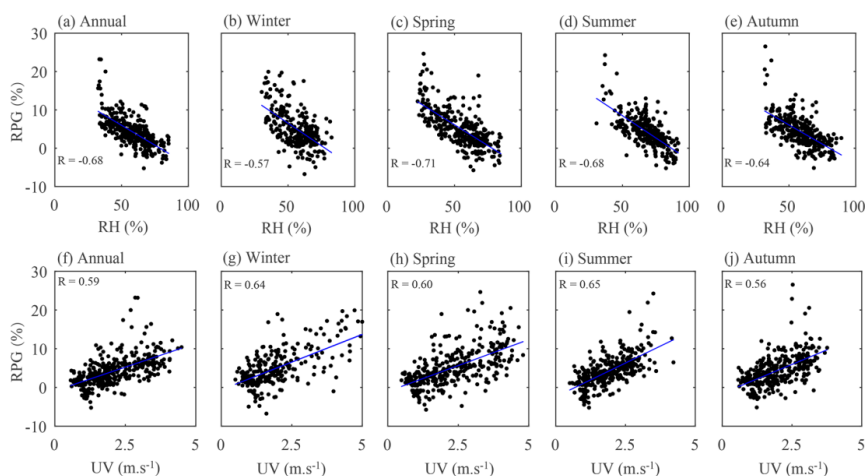 (a) Annual
(b) Winter
(c) Spring
(d) Summer
(e) Autumn
RPG (%)
30
20
10
0
-10
R = -0.68
R = -0.57
R = -0.71
R = -0.68
R = -0.64
0 50 100
0 50 100
0 50 100
0 50 100
0 50 100
RH (%)
RH (%)
RH (%)
RH (%)
RH (%)
(f) Annual
(g) Winter
(h) Spring
(i) Summer
(j) Autumn
RPG (%)
30
20
10
0
-10
R = 0.59
R = 0.64
R = 0.60
R = 0.65
R = 0.56
0 2.5 5
0 2.5 5
0 2.5 5
0 2.5 5
0 2.5 5
UV (m.s⁻¹)
UV (m.s⁻¹)
UV (m.s⁻¹)
UV (m.s⁻¹)
UV (m.s⁻¹)